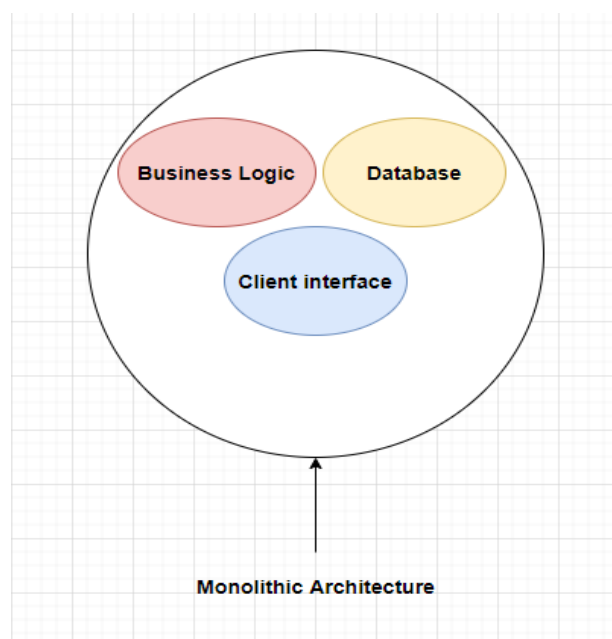 Business Logic
Database
Client interface
Monolithic Architecture